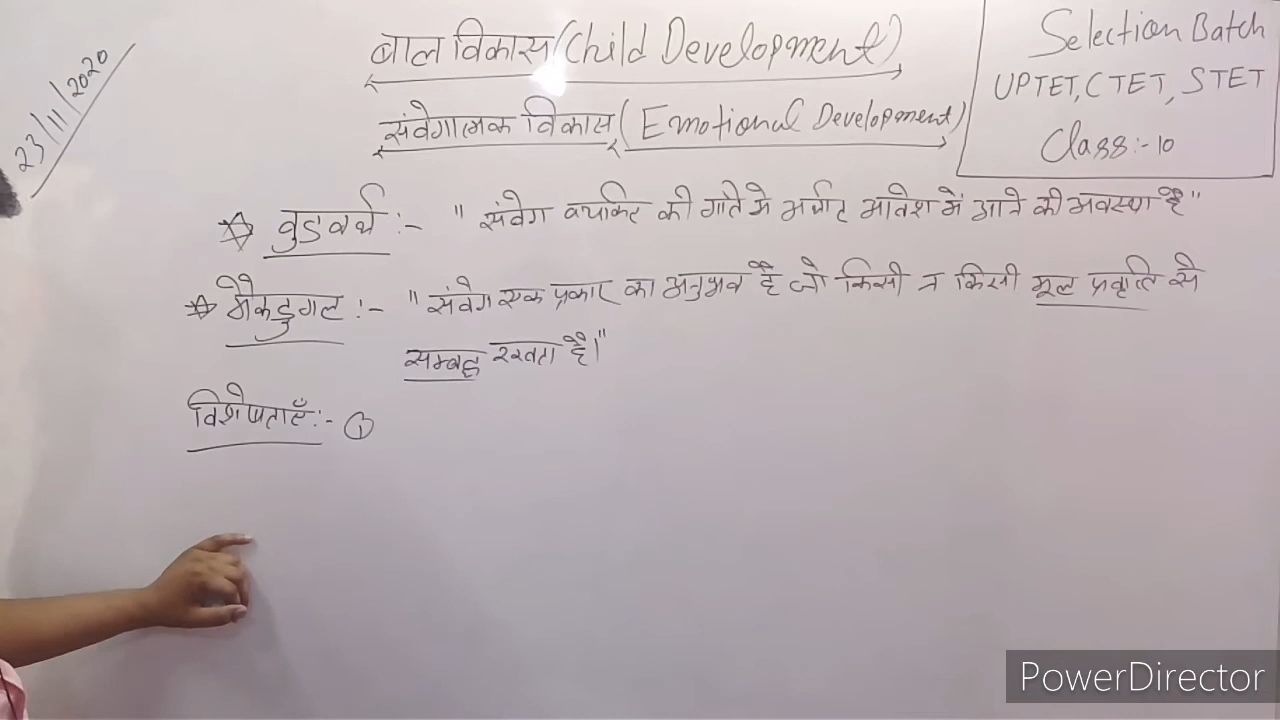 23/11/2020
बाल विकास (Child Development)
संवेगात्मक विकास (Emotional Development)
Selection Batch
UPTET, CTET, STET
Class:- 10
वुडवर्थ :- " संवेग व्यक्ति की गति में अर्थात आवेश में आने की अवस्था है"
मैकडुगल :- " संवेग एक प्रकार का अनुभव है जो किसी न किसी मूल प्रवृत्ति से
सम्बद्ध रखता है।"
विशेषताएँ:- ①
PowerDirector